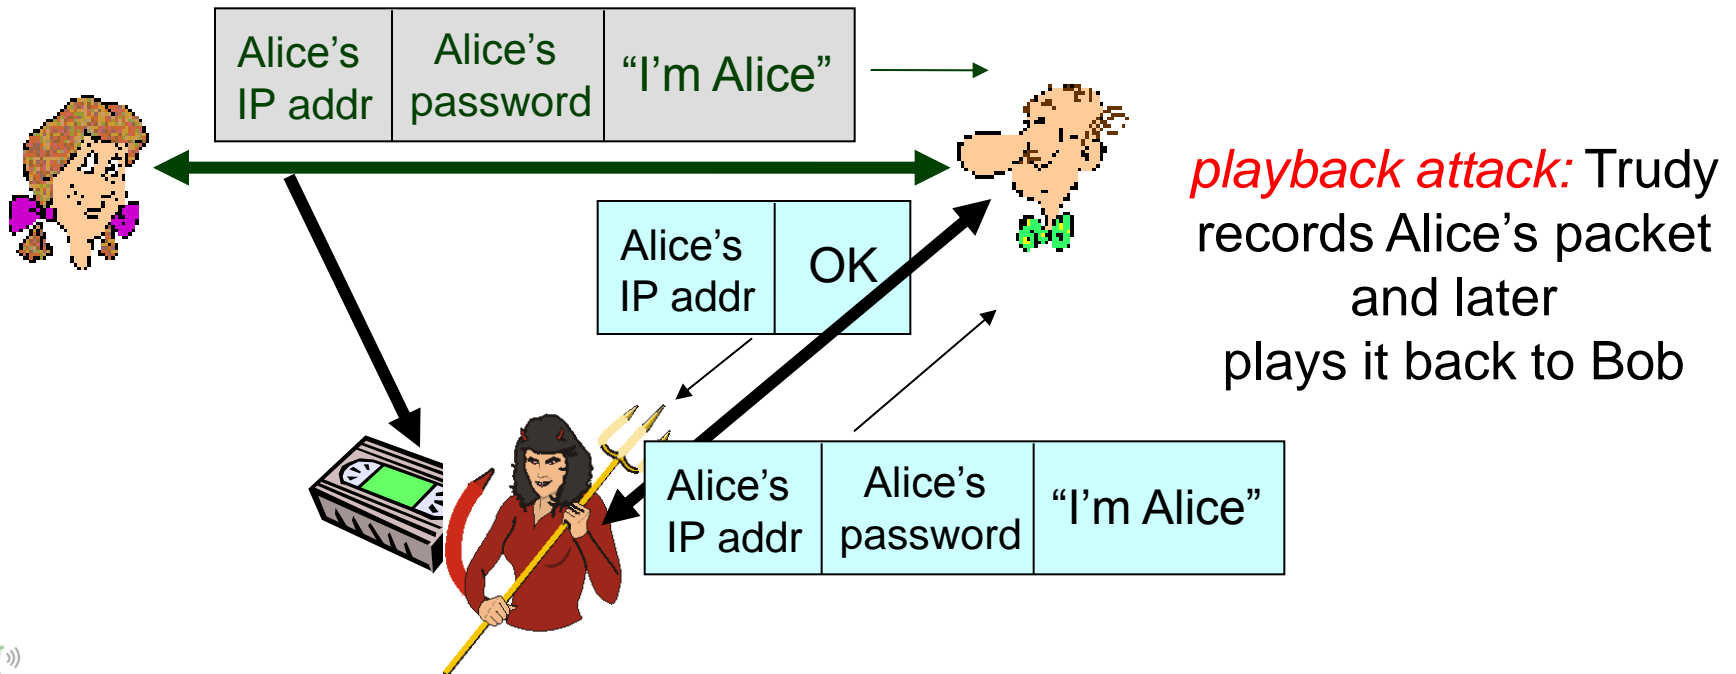 Alice’s
IP addr
Alice’s
password
“I’m Alice”
Alice’s
IP addr
OK
Alice’s
IP addr
Alice’s
password
“I’m Alice”
playback attack: Trudy
records Alice’s packet
and later
plays it back to Bob